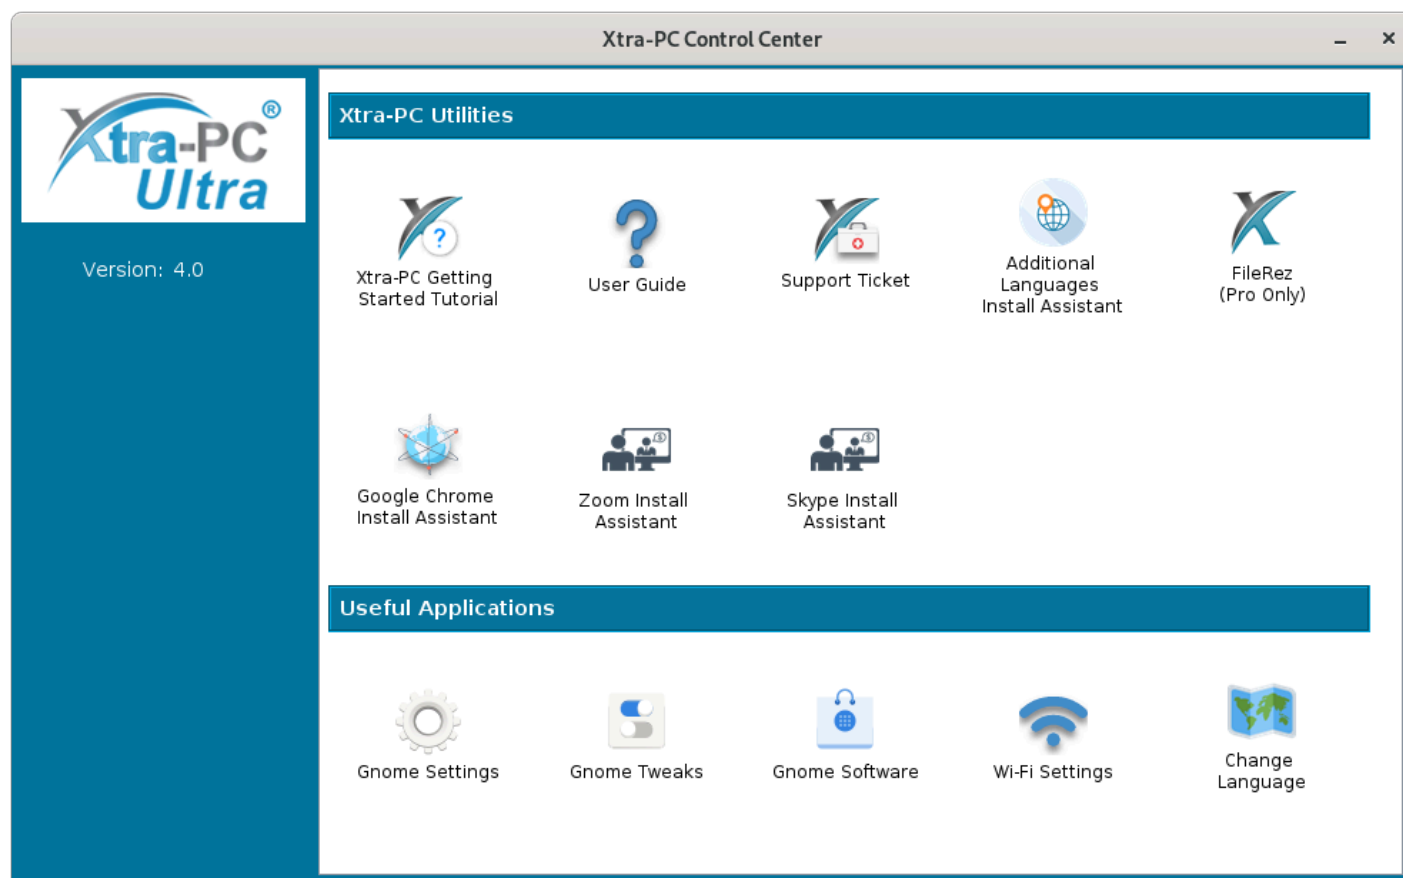 Xtra-PC Control Center
Xtra-PC®
Ultra
Version: 4.0
Xtra-PC Utilities
Xtra-PC Getting
Started Tutorial
User Guide
Support Ticket
Additional
Languages
Install Assistant
FileRez
(Pro Only)
Google Chrome
Install Assistant
Zoom Install
Assistant
Skype Install
Assistant
Useful Applications
Gnome Settings
Gnome Tweaks
Gnome Software
Wi-Fi Settings
Change
Language